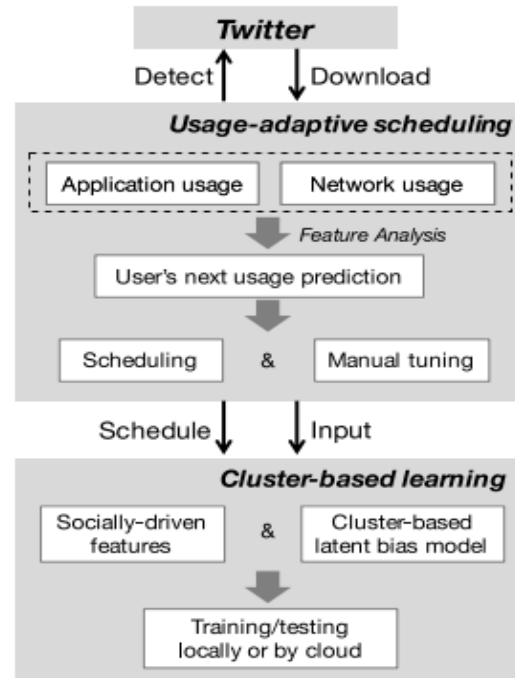 Twitter
Detect
Download
Usage-adaptive scheduling
Application usage
Network usage
Feature Analysis
User's next usage prediction
Scheduling
&
Manual tuning
Schedule
Input
Cluster-based learning
Socially-driven
features
&
Cluster-based
latent bias model
Training/testing
locally or by cloud